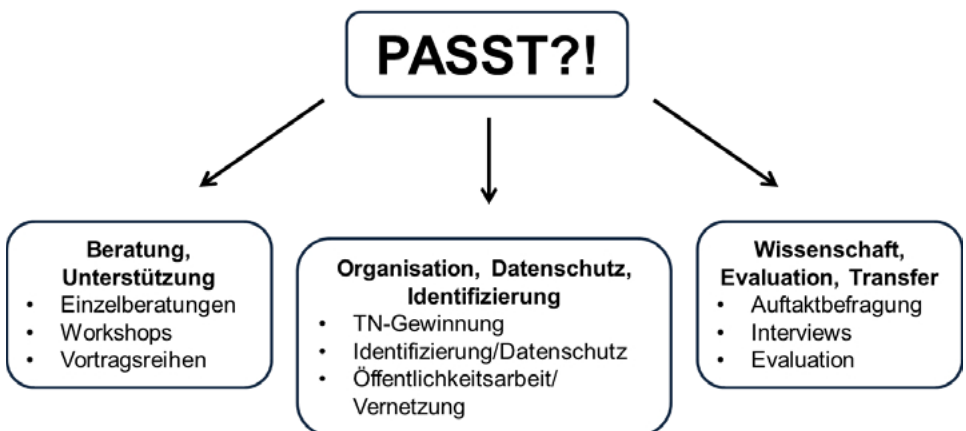 PASST?!
Beratung,
Unterstützung
• Einzelberatungen
• Workshops
• Vortragsreihen
Organisation, Datenschutz,
Identifizierung
• TN-Gewinnung
• Identifizierung/Datenschutz
• Öffentlichkeitsarbeit/
Vernetzung
Wissenschaft,
Evaluation, Transfer
• Auftaktbefragung
• Interviews
• Evaluation